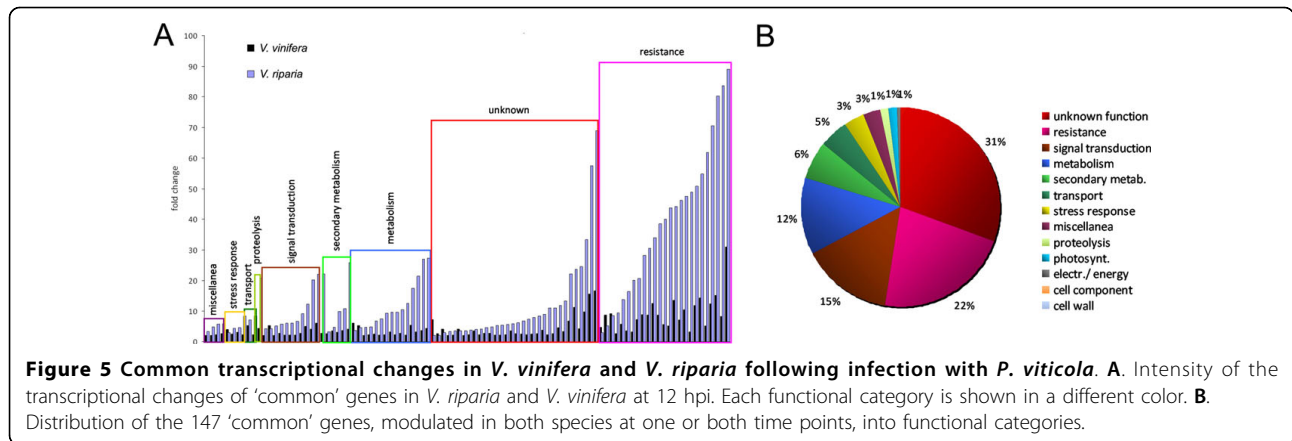 A
B
100
90
80
70
60
50
40
30
20
10
0
fold change
V. vinifera
V. riparia
miscellanea
stress response
transport
proteolysis
signal transduction
secondary metabolism
metabolism
unknown
resistance
31%
22%
15%
12%
6%
5%
3%
3%
1%
1%
1%
unknown function
resistance
signal transduction
metabolism
secondary metab.
transport
stress response
miscellanea
proteolysis
photosynt.
electr./ energy
cell component
cell wall
Figure 5 Common transcriptional changes in V. vinifera and V. riparia following infection with P. viticola. A. Intensity of the
transcriptional changes of ‘common’ genes in V. riparia and V. vinifera at 12 hpi. Each functional category is shown in a different color. B.
Distribution of the 147 ‘common’ genes, modulated in both species at one or both time points, into functional categories.